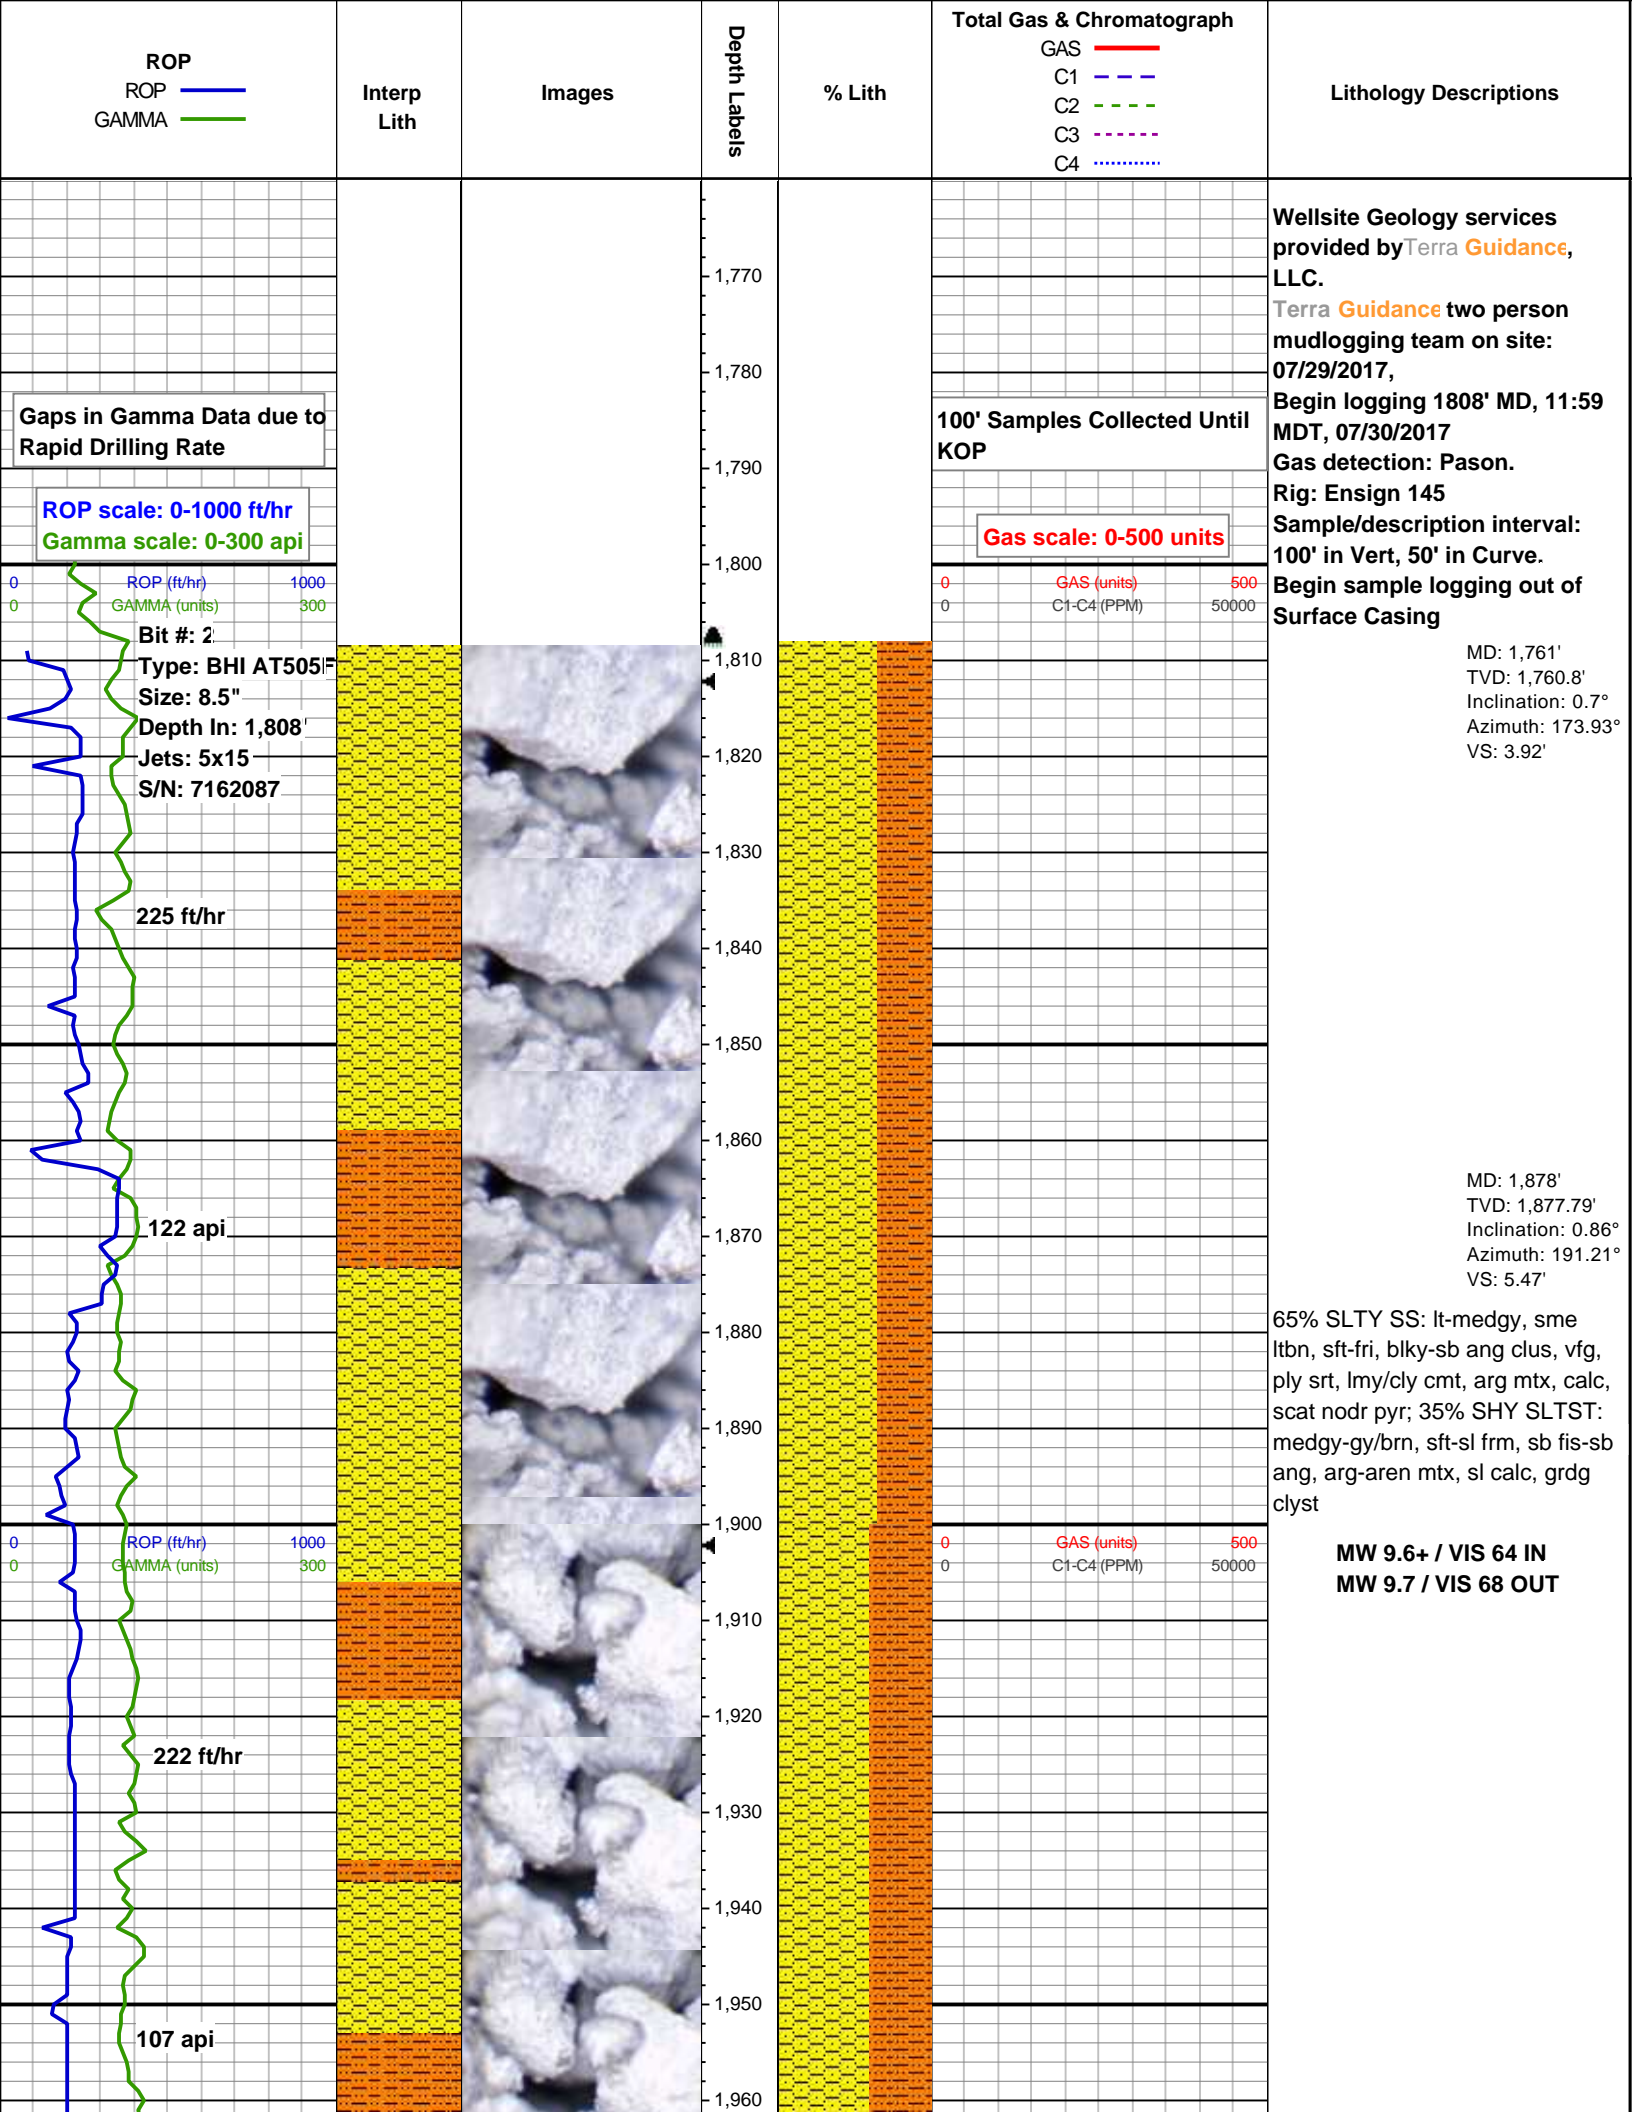 ROP
ROP
GAMMA
Interp
Lith
Images
Depth Labels
% Lith
Total Gas & Chromatograph
GAS
C1
C2
C3
C4
Lithology Descriptions
Gaps in Gamma Data due to
Rapid Drilling Rate
ROP scale: 0-1000 ft/hr
Gamma scale: 0-300 api
0 ROP (ft/hr) 1000
0 GAMMA (units) 300
Bit #: 2
Type: BHI AT505F
Size: 8.5"
Depth In: 1,808'
Jets: 5x15
S/N: 7162087
225 ft/hr
122 api
0 ROP (ft/hr) 1000
0 GAMMA (units) 300
222 ft/hr
107 api
1,770
1,780
1,790
1,800
1,810
1,820
1,830
1,840
1,850
1,860
1,870
1,880
1,890
1,900
1,910
1,920
1,930
1,940
1,950
1,960
100' Samples Collected Until
KOP
Gas scale: 0-500 units
0 GAS (units) 500
0 C1-C4 (PPM) 50000
0 GAS (units) 500
0 C1-C4 (PPM) 50000
Wellsite Geology services
provided by Terra Guidance,
LLC.
Terra Guidance two person
mudlogging team on site:
07/29/2017,
Begin logging 1808' MD, 11:59
MDT, 07/30/2017
Gas detection: Pason.
Rig: Ensign 145
Sample/description interval:
100' in Vert, 50' in Curve.
Begin sample logging out of
Surface Casing
MD: 1,761'
TVD: 1,760.8'
Inclination: 0.7°
Azimuth: 173.93°
VS: 3.92'
MD: 1,878'
TVD: 1,877.79'
Inclination: 0.86°
Azimuth: 191.21°
VS: 5.47'
65% SLTY SS: lt-medgy, sme
ltbn, sft-fri, blky-sb ang clus, vfg,
ply srt, lmy/cly cmt, arg mtx, calc,
scat nodr pyr; 35% SHY SLTST:
medgy-gy/brn, sft-sl frm, sb fis-sb
ang, arg-aren mtx, sl calc, grdg
clyst
MW 9.6+ / VIS 64 IN
MW 9.7 / VIS 68 OUT